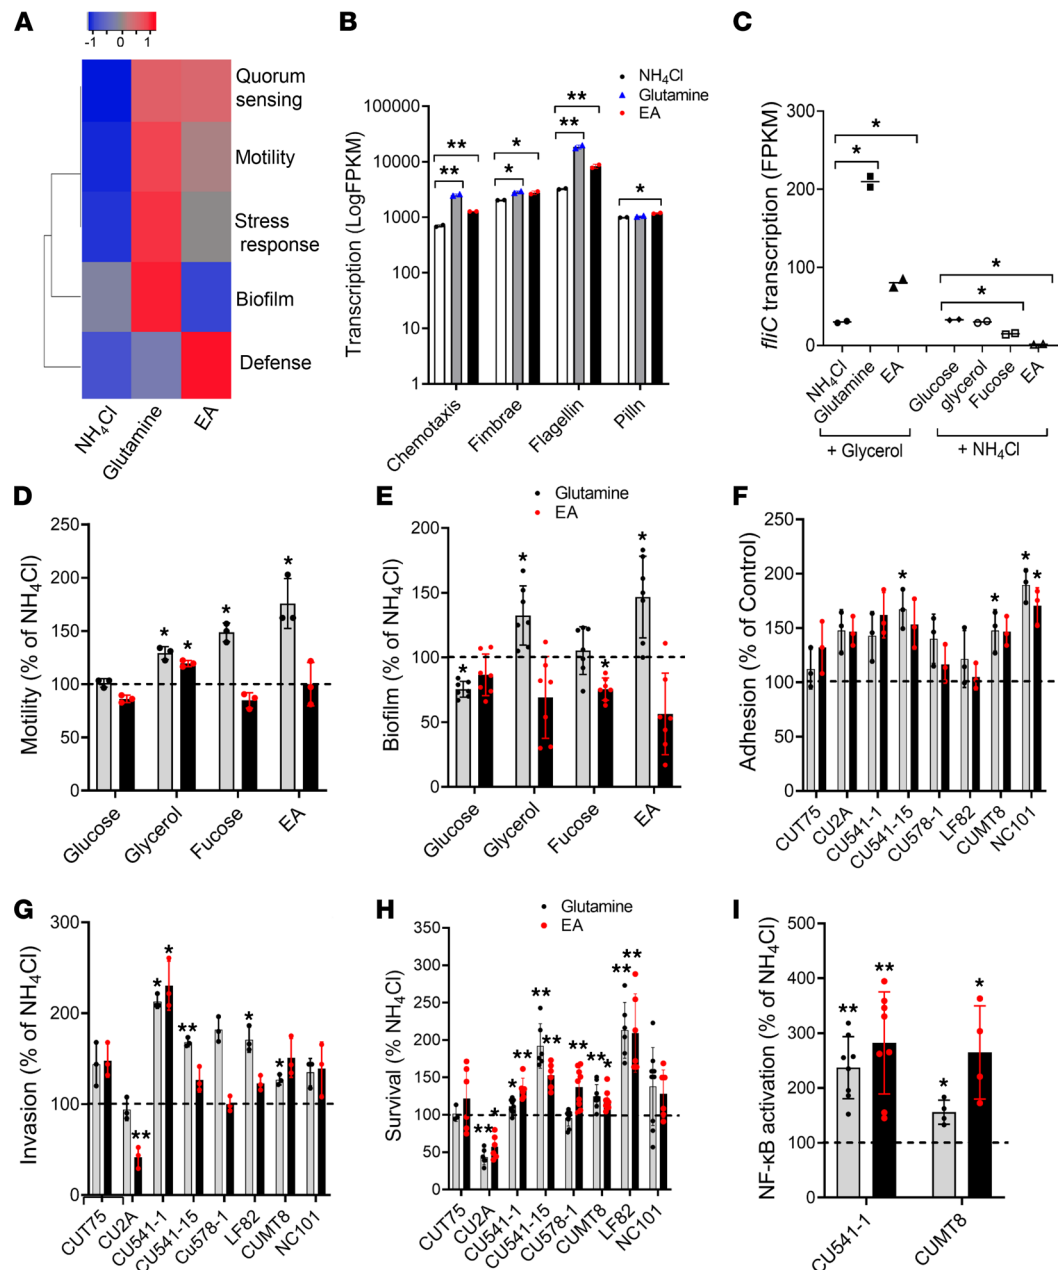 A
-1 0 1
Quorum
sensing
Motility
Stress
response
Biofilm
Defense
NH4Cl
Glutamine
EA
B
NH4Cl
Glutamine
EA
Transcription (LogFPKM)
100000
10000
1000
100
10
1
** ** * * ** ** *
Chemotaxis
Fimbrae
Flagellin
Pilin
C
fliC transcription (FPKM)
300
200
100
0
* * * *
NH4Cl
Glutamine
EA
Glucose
glycerol
Fucose
EA
+ Glycerol
+ NH4Cl
D
Motility (% of NH4Cl)
250
200
150
100
50
0
* * * *
Glucose
Glycerol
Fucose
EA
E
Glutamine
EA
Biofilm (% of NH4Cl)
200
150
100
50
0
* * * *
Glucose
Glycerol
Fucose
EA
F
Adhesion (% of Control)
250
200
150
100
50
0
* * * *
CUT75
CU2A
CU541-1
CU541-15
CU578-1
LF82
CUMT8
NC101
G
Invasion (% of NH4Cl)
300
200
100
0
** * * ** * *
CUT75
CU2A
CU541-1
CU541-15
Cu578-1
LF82
CUMT8
NC101
H
Glutamine
EA
Survival (% NH4Cl)
350
300
250
200
150
100
50
0
** * * ** ** ** ** ** * ** **
CUT75
CU2A
CU541-1
CU541-15
CU578-1
CUMT8
LF82
NC101
I
NF-κB activation (% of NH4Cl)
500
400
300
200
100
0
** ** * *
CU541-1
CUMT8